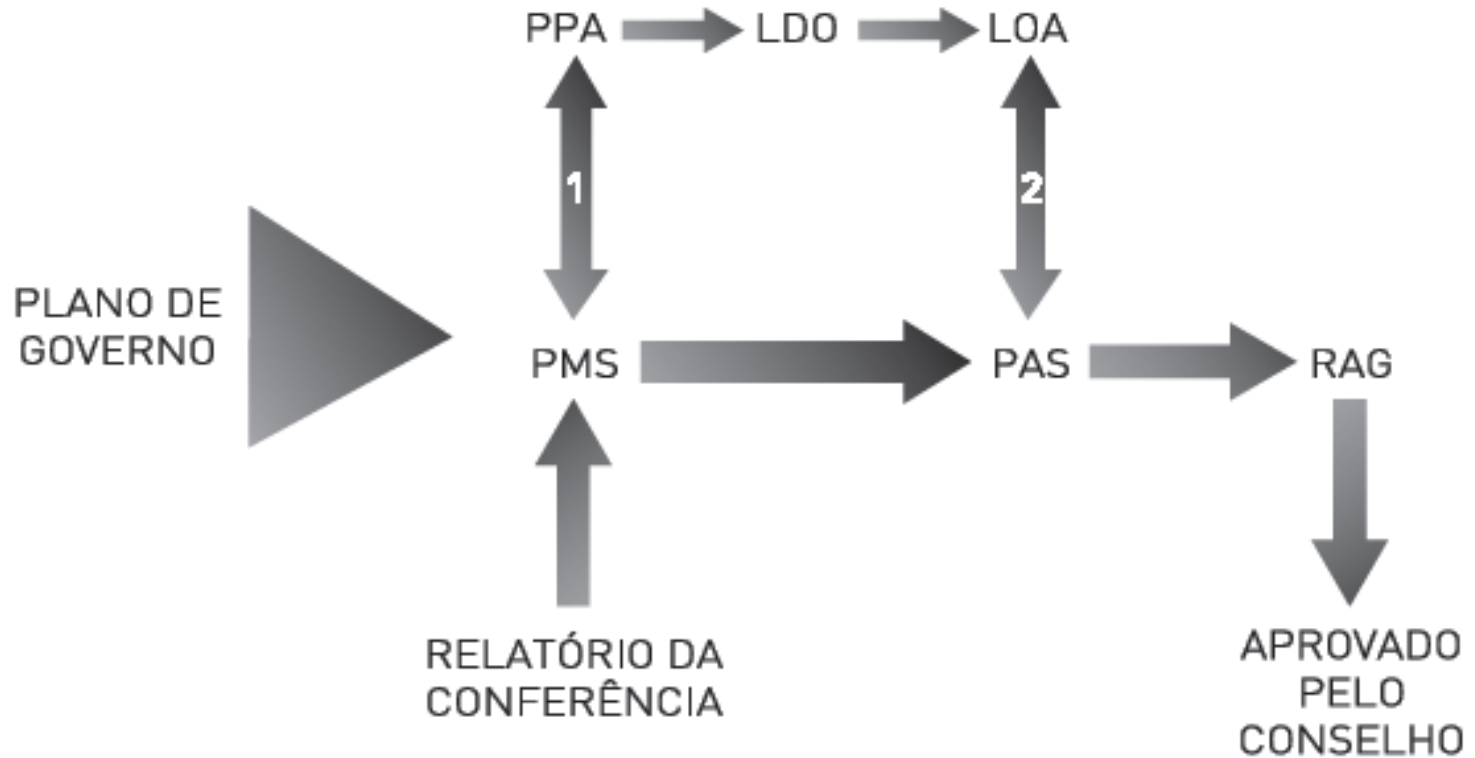 PPA LDO LOA
1 2
PLANO DE
GOVERNO
PMS PAS RAG
RELATÓRIO DA
CONFERÊNCIA
APROVADO
PELO
CONSELHO